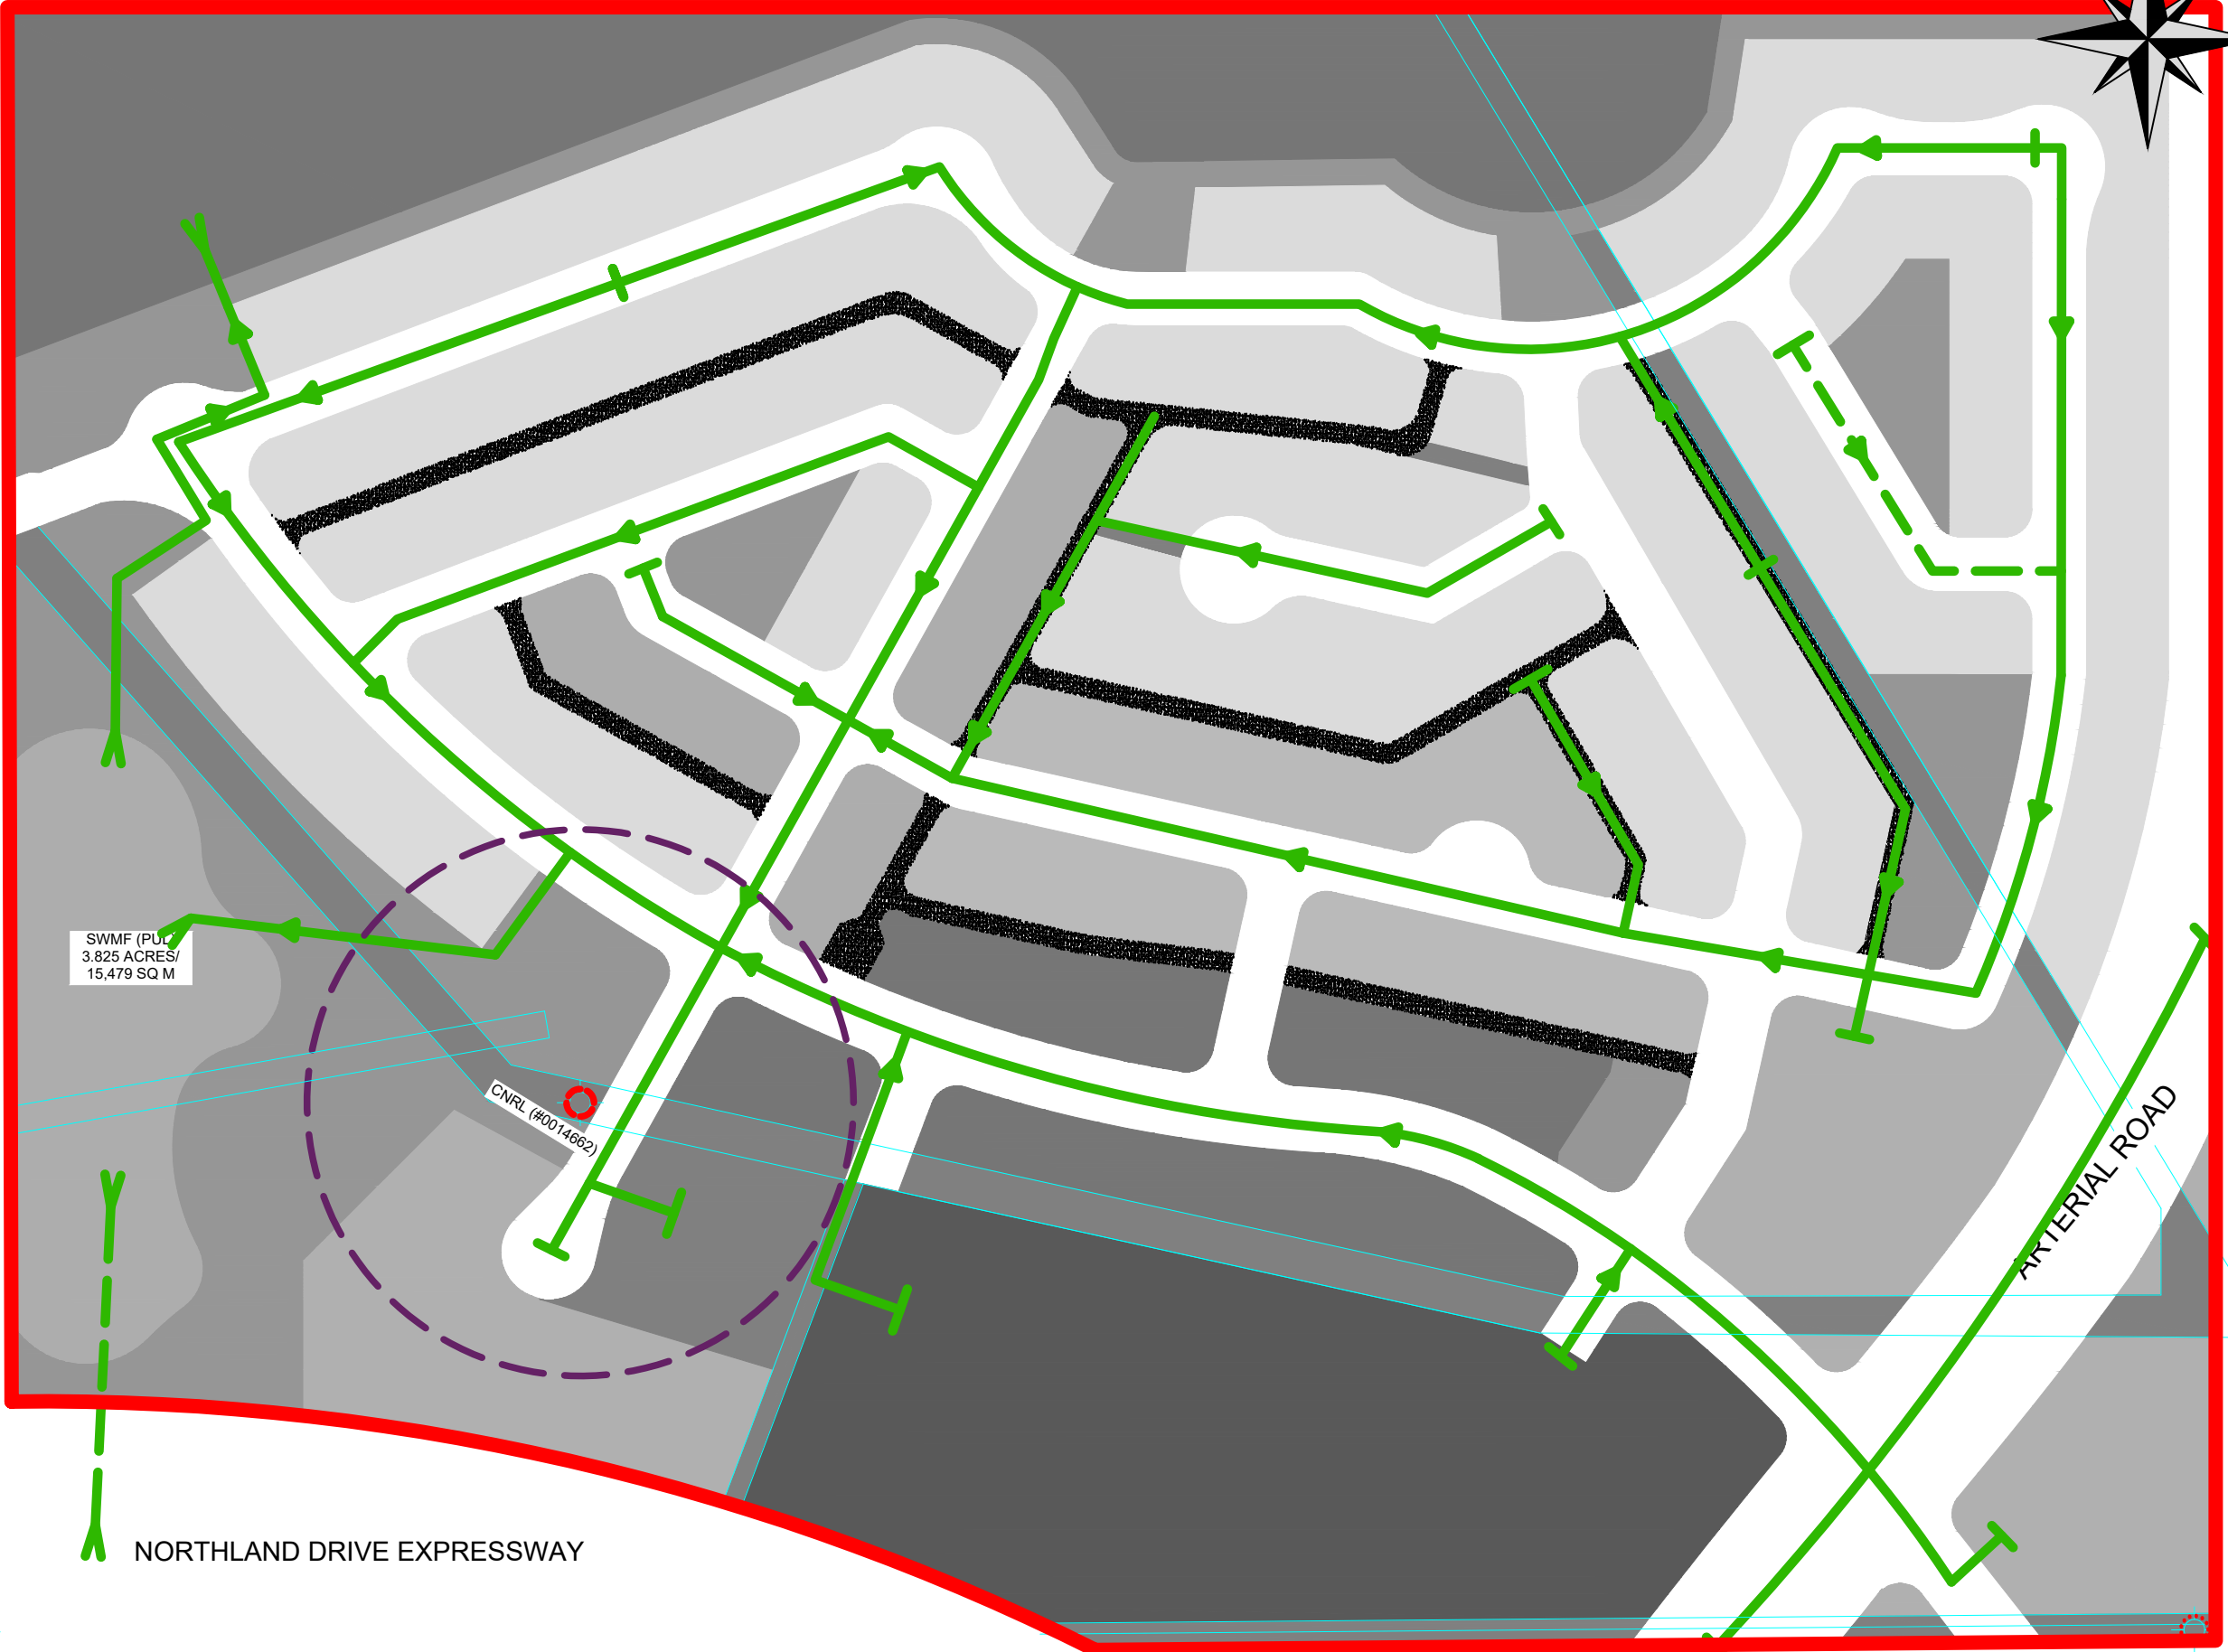 SWMF (PUL)
3.825 ACRES/
15,479 SQ M
CNRL (#0014662)
ARTERIAL ROAD
NORTHLAND DRIVE EXPRESSWAY